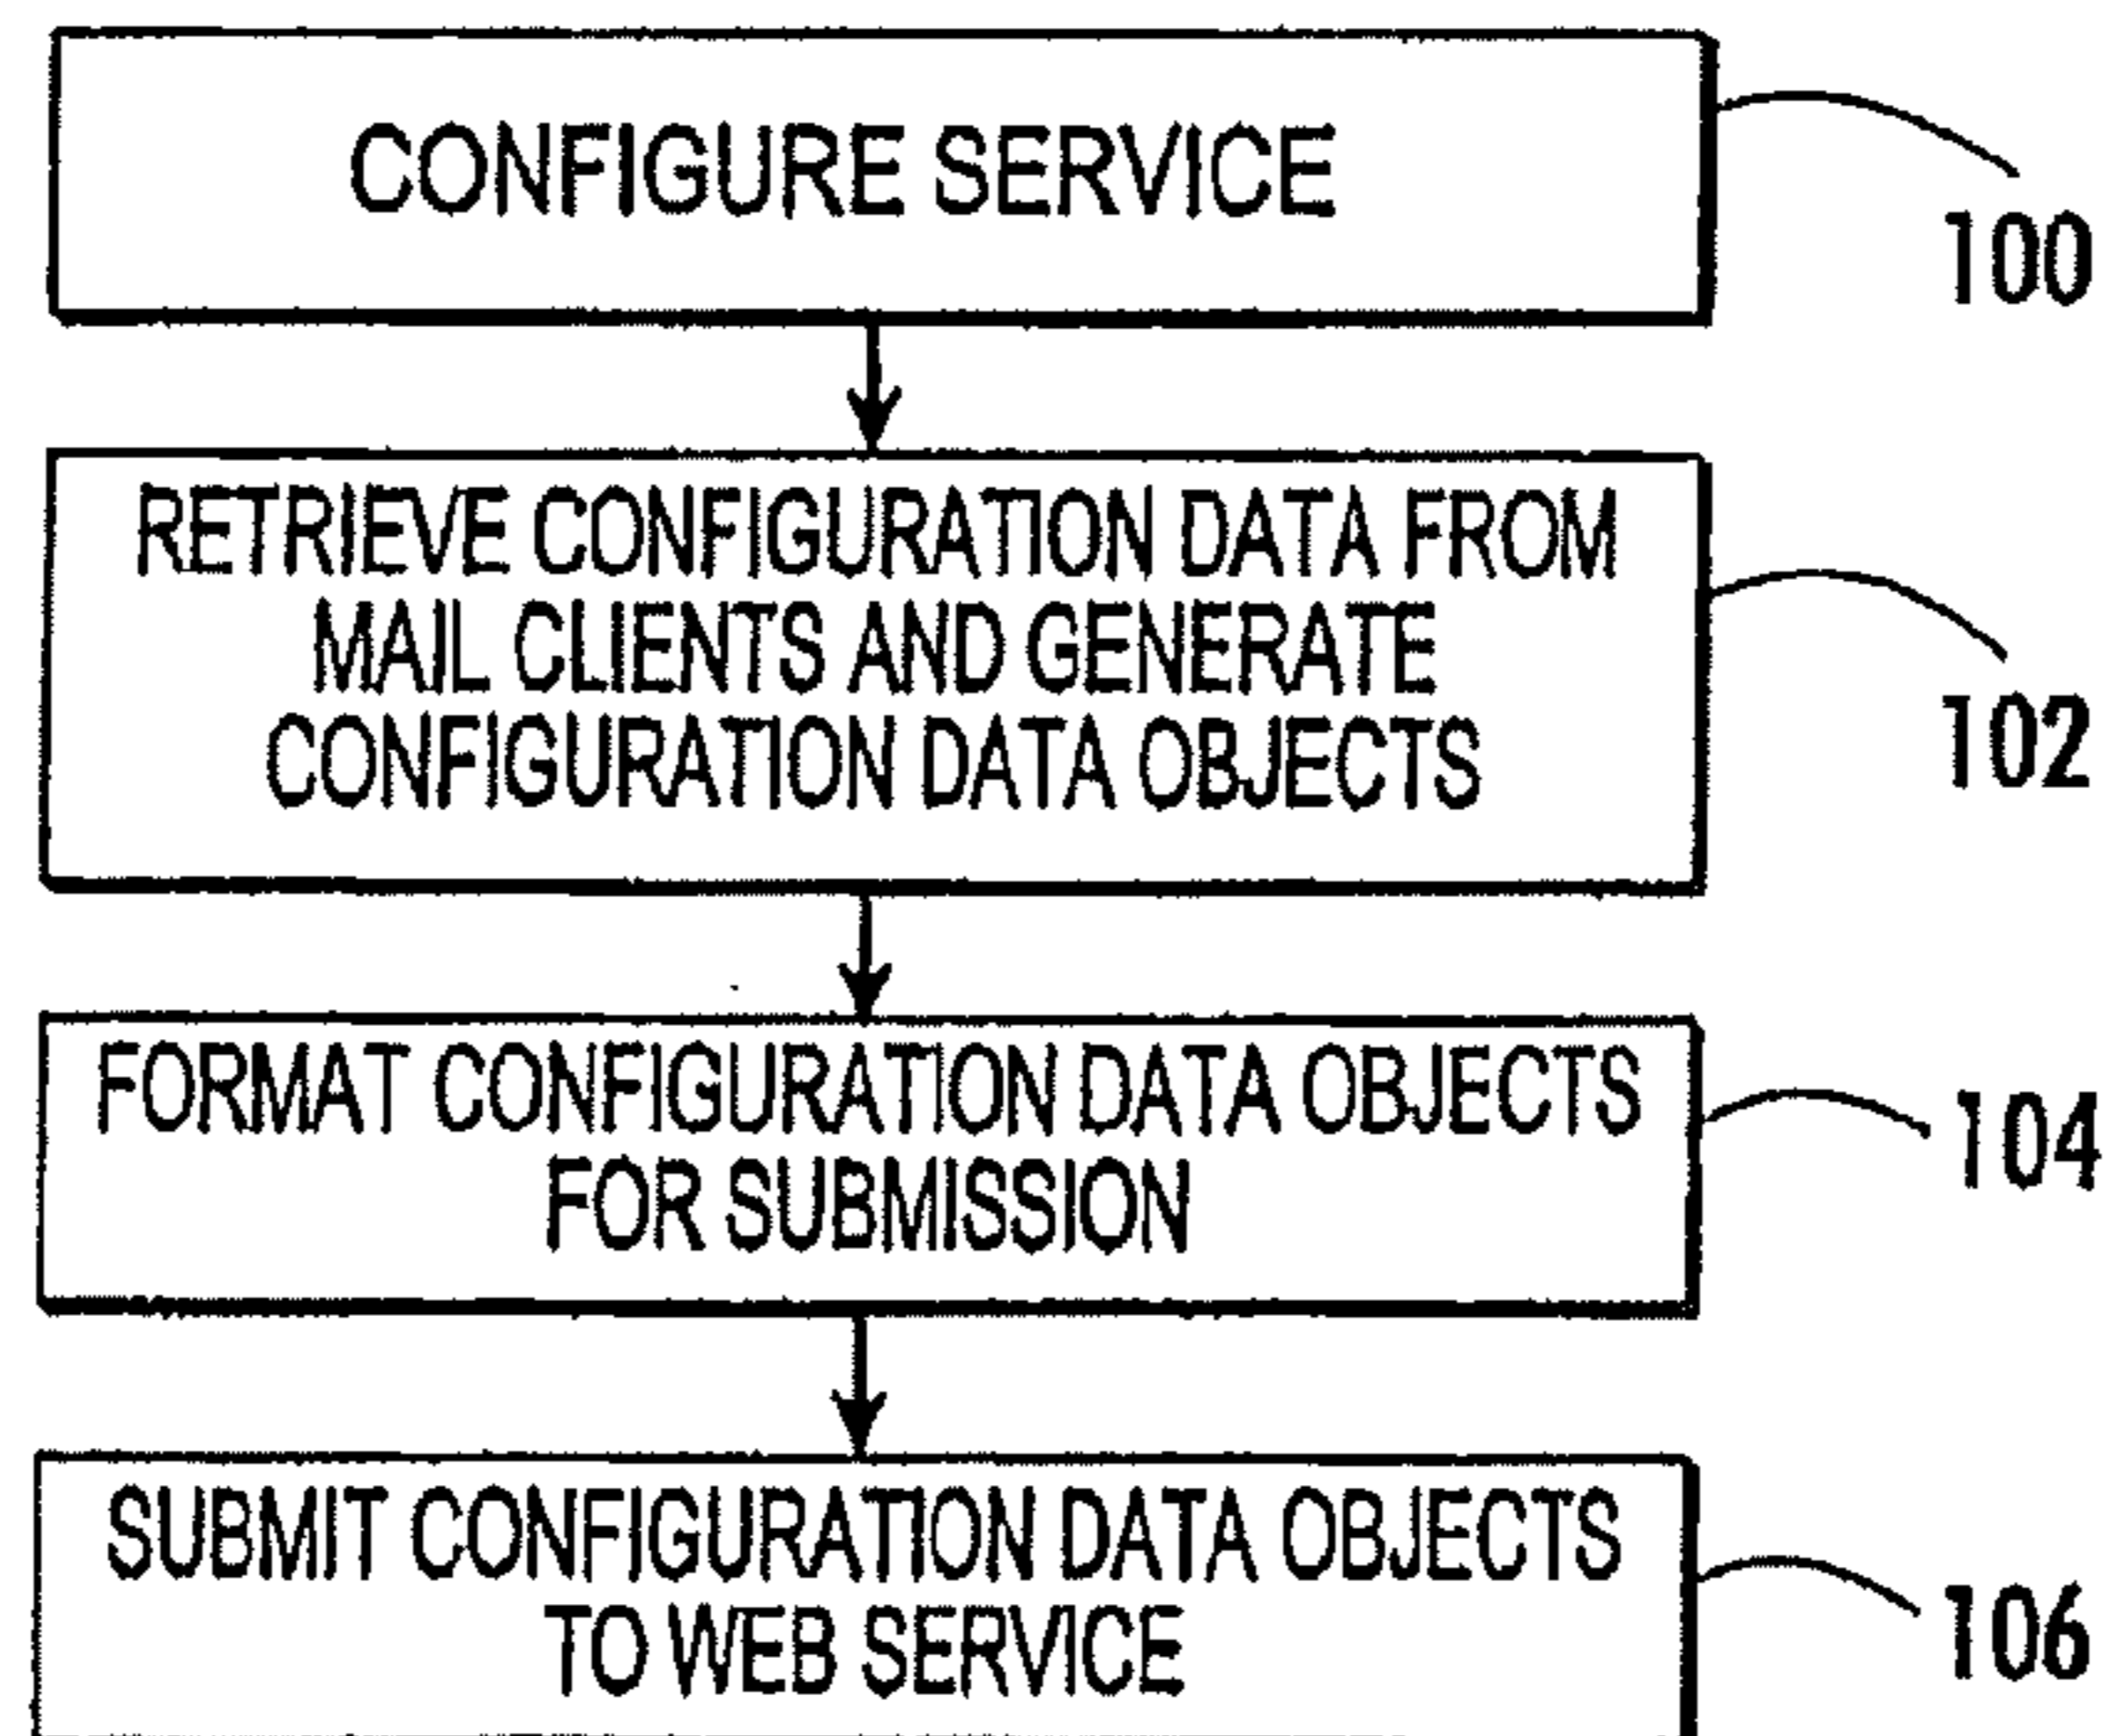 CONFIGURE SERVICE
100
RETRIEVE CONFIGURATION DATA FROM
MAIL CLIENTS AND GENERATE
CONFIGURATION DATA OBJECTS
102
FORMAT CONFIGURATION DATA OBJECTS
FOR SUBMISSION
104
SUBMIT CONFIGURATION DATA OBJECTS
TO WEB SERVICE
106